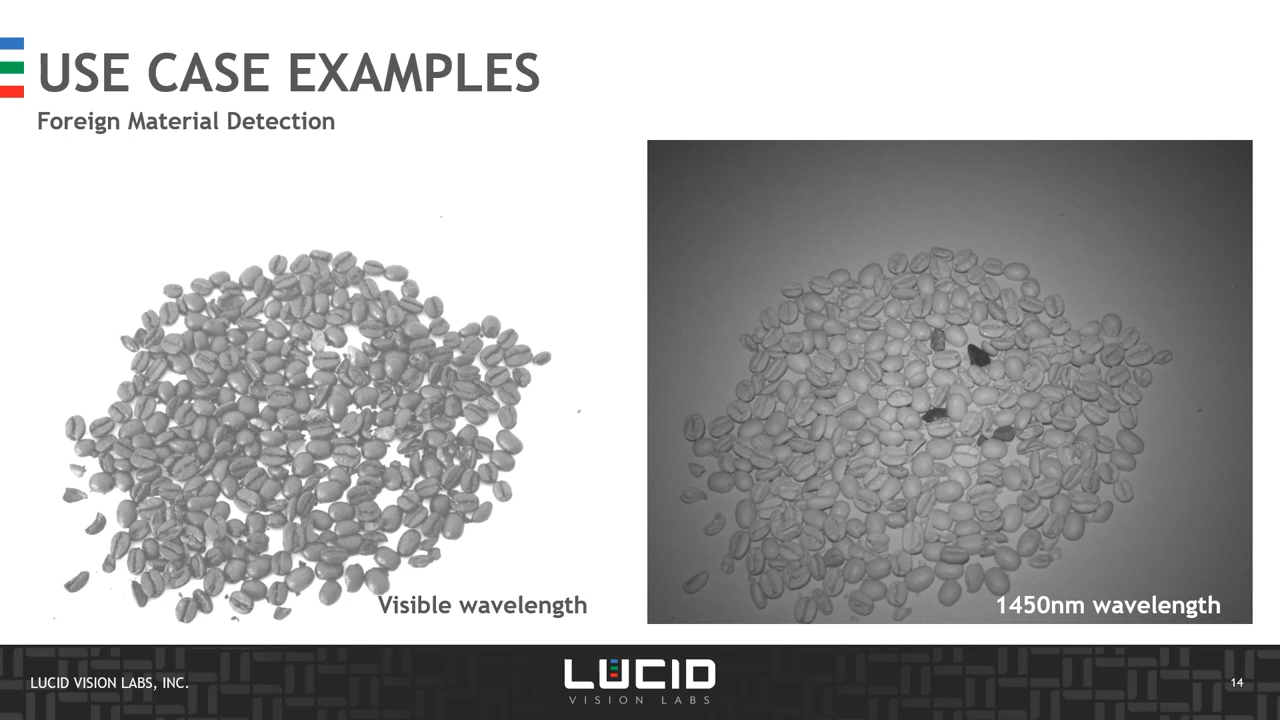 USE CASE EXAMPLES
Foreign Material Detection
Visible wavelength
1450nm wavelength
LUCID VISION LABS, INC.
LUCID
VISION LABS
14